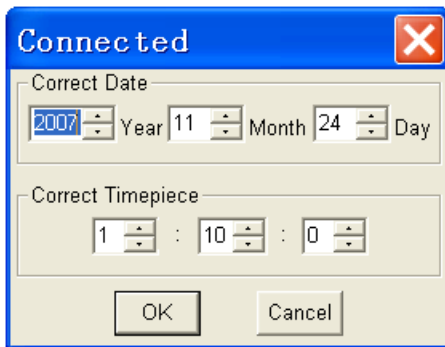 Connected
Correct Date
2007 Year 11 Month 24 Day
Correct Timepiece
1 : 10 : 0
OK Cancel